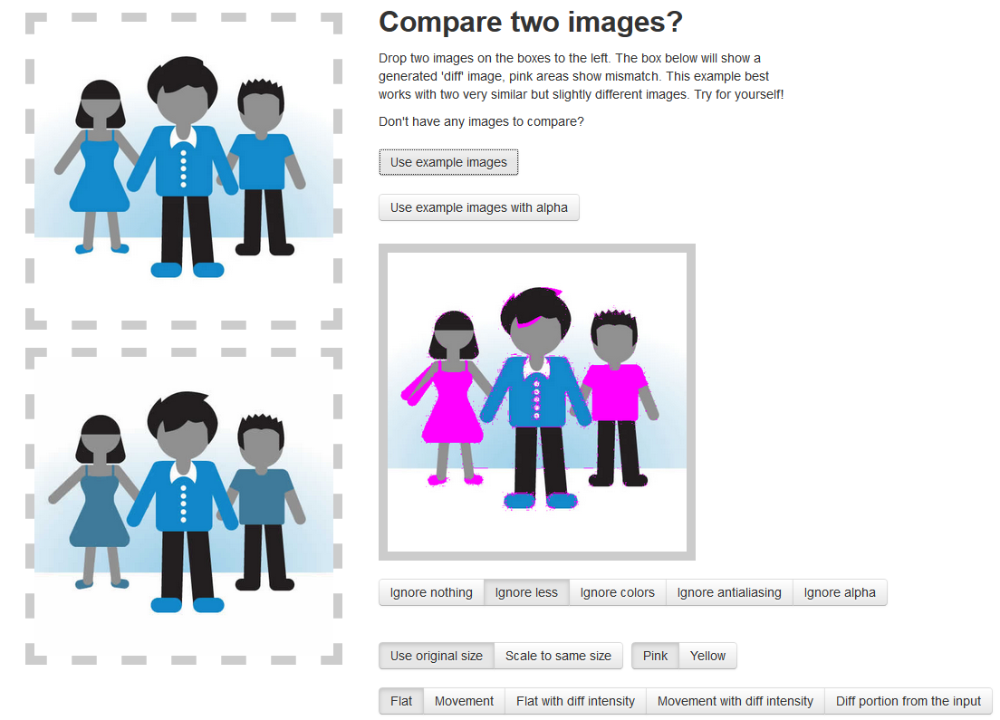 Compare two images?
Drop two images on the boxes to the left. The box below will show a
generated 'diff' image, pink areas show mismatch. This example best
works with two very similar but slightly different images. Try for yourself!
Don't have any images to compare?
Use example images
Use example images with alpha
Ignore nothing Ignore less Ignore colors Ignore antialiasing Ignore alpha
Use original size Scale to same size Pink Yellow
Flat Movement Flat with diff intensity Movement with diff intensity Diff portion from the input